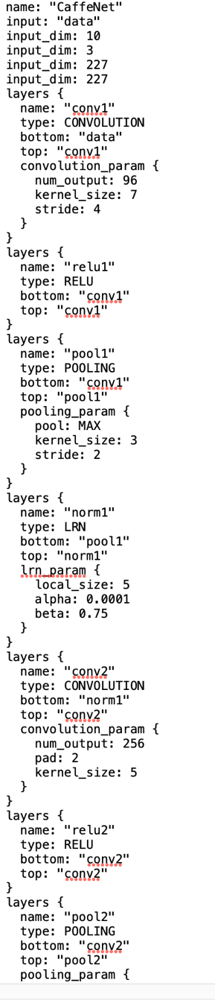 name: "CaffeNet"
input: "data"
input_dim: 10
input_dim: 3
input_dim: 227
input_dim: 227
layers {
  name: "conv1"
  type: CONVOLUTION
  bottom: "data"
  top: "conv1"
  convolution_param {
    num_output: 96
    kernel_size: 7
    stride: 4
  }
}
layers {
  name: "relu1"
  type: RELU
  bottom: "conv1"
  top: "conv1"
}
layers {
  name: "pool1"
  type: POOLING
  bottom: "conv1"
  top: "pool1"
  pooling_param {
    pool: MAX
    kernel_size: 3
    stride: 2
  }
}
layers {
  name: "norm1"
  type: LRN
  bottom: "pool1"
  top: "norm1"
  lrn_param {
    local_size: 5
    alpha: 0.0001
    beta: 0.75
  }
}
layers {
  name: "conv2"
  type: CONVOLUTION
  bottom: "norm1"
  top: "conv2"
  convolution_param {
    num_output: 256
    pad: 2
    kernel_size: 5
  }
}
layers {
  name: "relu2"
  type: RELU
  bottom: "conv2"
  top: "conv2"
}
layers {
  name: "pool2"
  type: POOLING
  bottom: "conv2"
  top: "pool2"
  pooling_param {